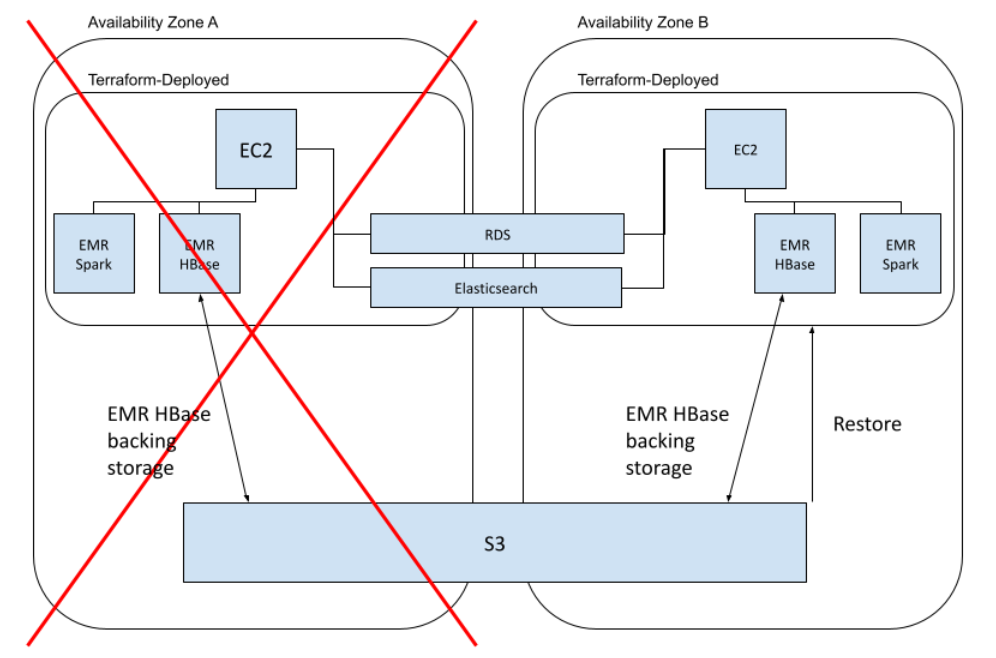 Availability Zone A
Availability Zone B
Terraform-Deployed
Terraform-Deployed
EC2
EC2
EMR
Spark
EMR
HBase
RDS
Elasticsearch
EMR
HBase
EMR
Spark
EMR HBase
backing
storage
EMR HBase
backing
storage
Restore
S3